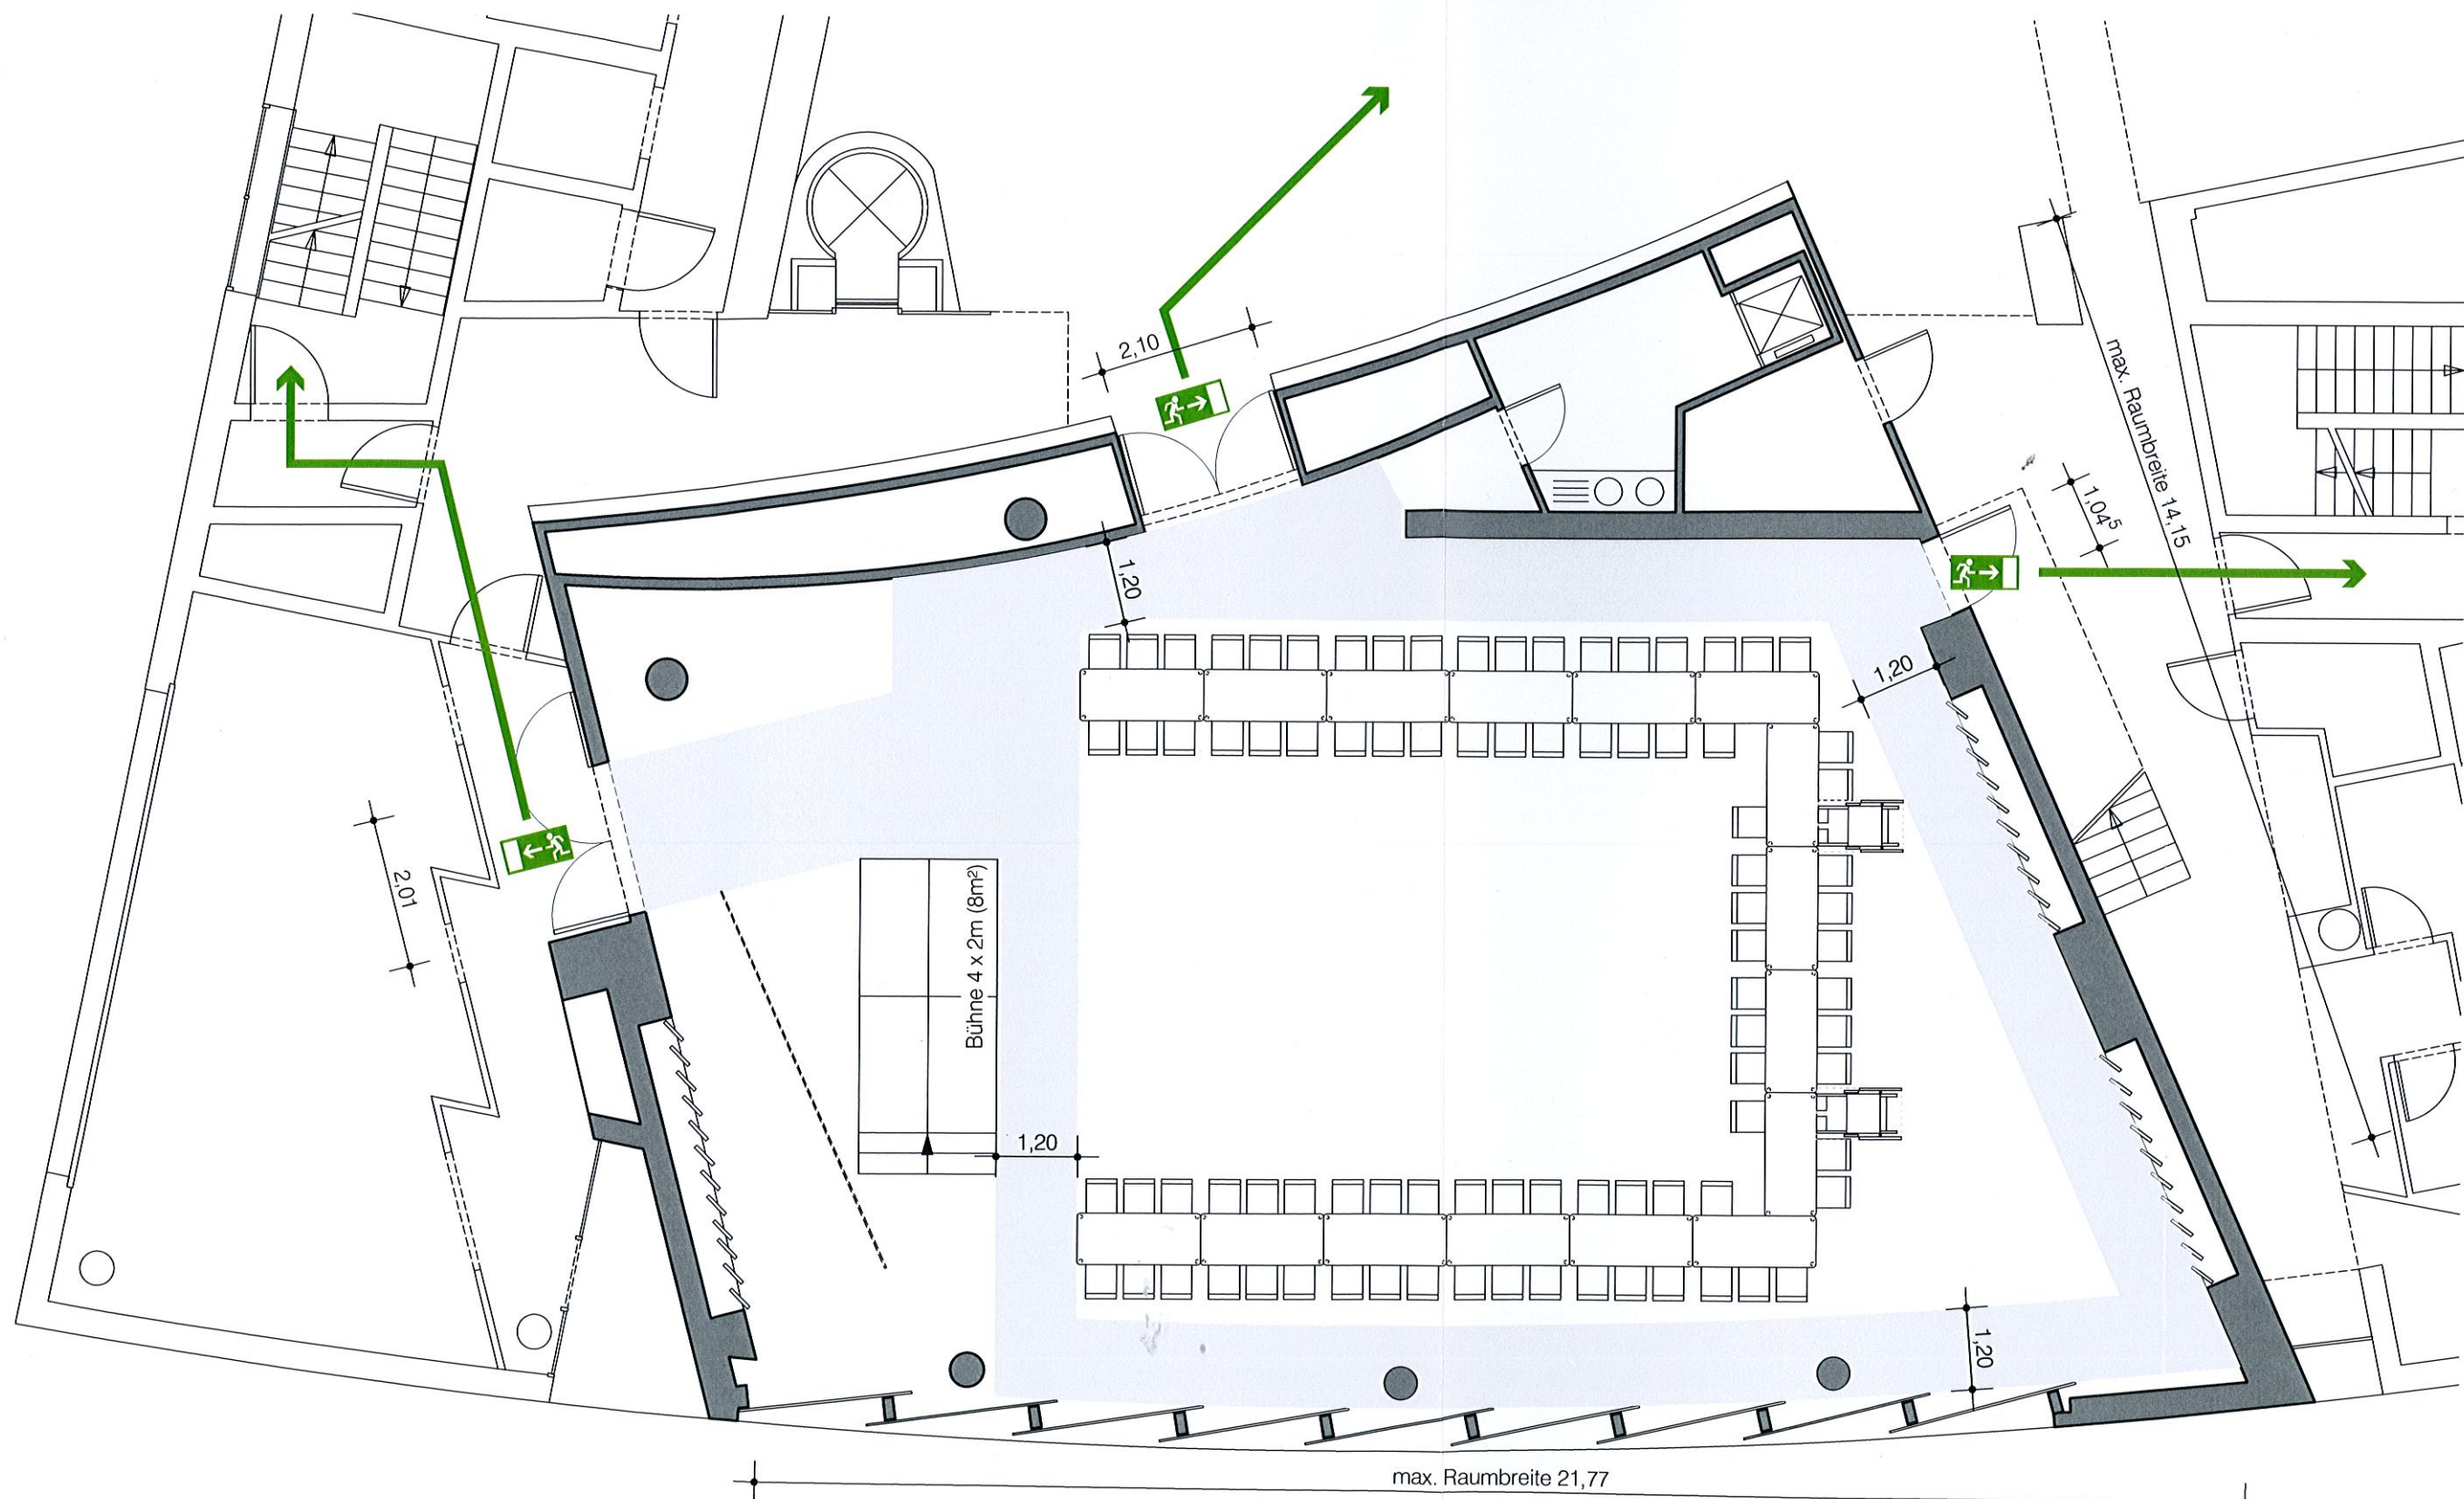 2,10
max. Raumbreite 14,15
1,04⁵
1,20
1,20
2,01
Bühne 4 x 2m (8m²)
1,20
1,20
max. Raumbreite 21,77